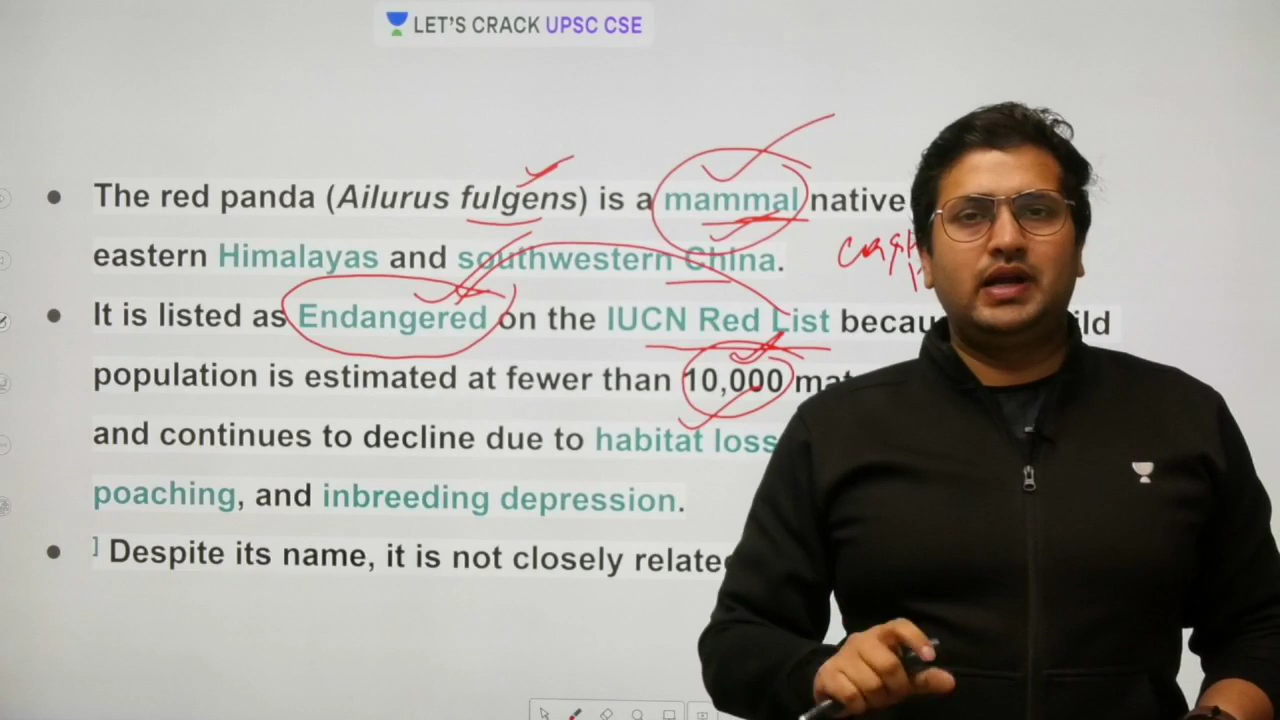 LET'S CRACK UPSC CSE
The red panda (Ailurus fulgens) is a mammal native
eastern Himalayas and southwestern China.
It is listed as Endangered on the IUCN Red List
population is estimated at fewer than 10,000
and continues to decline due to habitat loss
poaching, and inbreeding depression.
] Despite its name, it is not closely